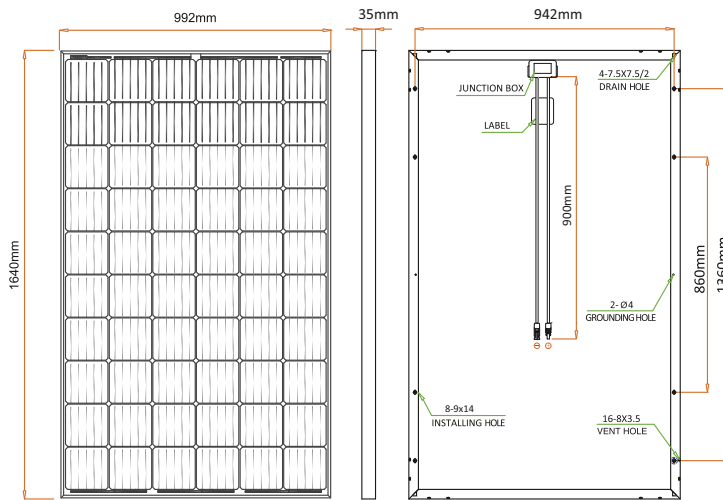 992mm
35mm
942mm
4-7.5X7.5/2
DRAIN HOLE
JUNCTION BOX
LABEL
900mm
1640mm
860mm
1360mm
2- Ø4
GROUNDING HOLE
8-9x14
INSTALLING HOLE
16-8X3.5
VENT HOLE